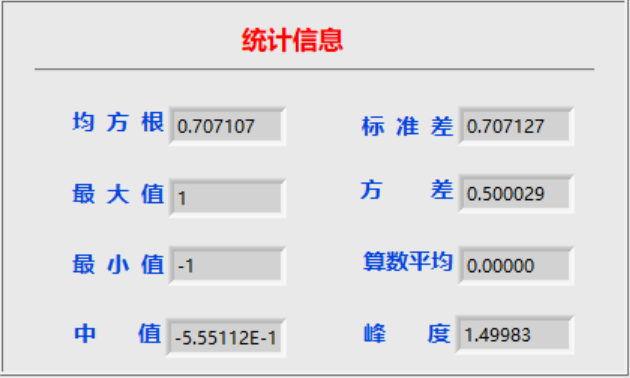 统计信息
均方根 0.707107 标准差 0.707127
最大值 1 方差 0.500029
最小值 -1 算数平均 0.00000
中值 -5.55112E-1 峰度 1.49983